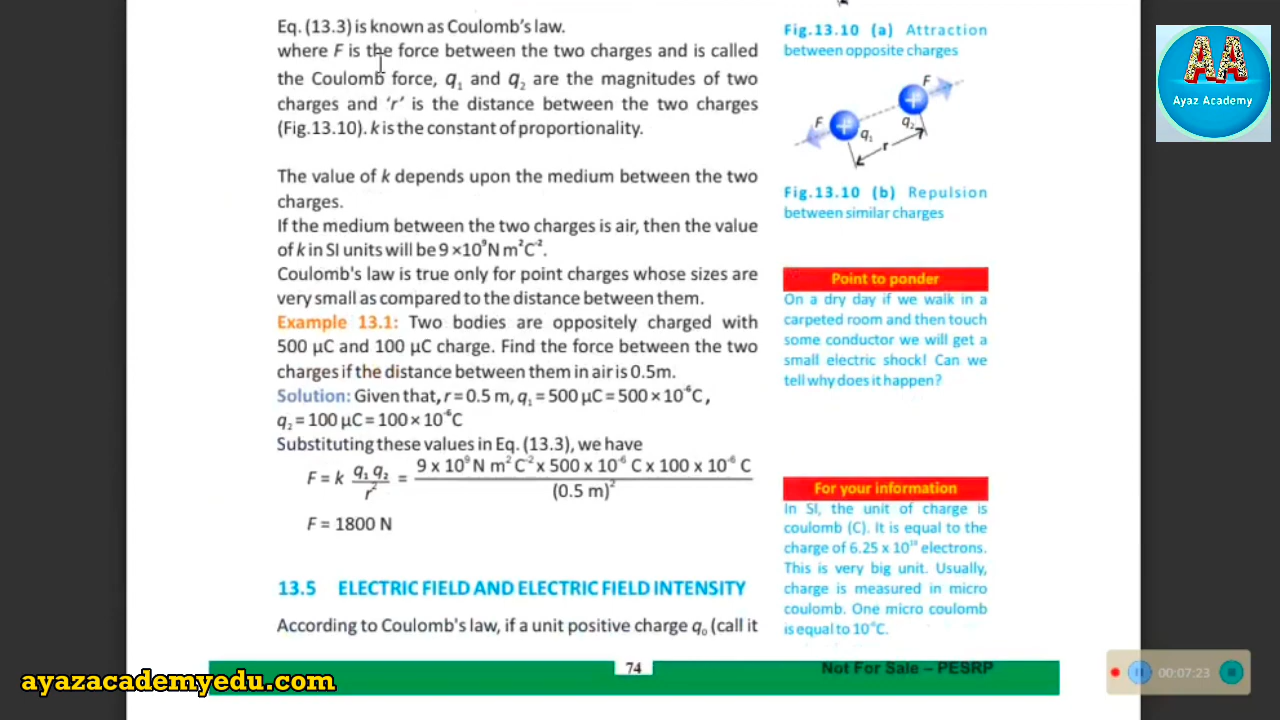 Eq. (13.3) is known as Coulomb's law.
where F is the force between the two charges and is called
the Coulomb force, q₁ and q₂ are the magnitudes of two
charges and ‘r’ is the distance between the two charges
(Fig.13.10). k is the constant of proportionality.
The value of k depends upon the medium between the two
charges.
If the medium between the two charges is air, then the value
of k in SI units will be 9 ×10⁹ N m²C⁻².
Coulomb's law is true only for point charges whose sizes are
very small as compared to the distance between them.
Example 13.1: Two bodies are oppositely charged with
500 µC and 100 µC charge. Find the force between the two
charges if the distance between them in air is 0.5m.
Solution: Given that, r = 0.5 m, q₁ = 500 µC = 500 × 10⁻⁶C ,
q₂ = 100 µC = 100 × 10⁻⁶C
Substituting these values in Eq. (13.3), we have
F = k q₁ q₂ / r² = 9 x 10⁹ N m² C⁻² x 500 x 10⁻⁶ C x 100 x 10⁻⁶ C / (0.5 m)²
F = 1800 N
13.5 ELECTRIC FIELD AND ELECTRIC FIELD INTENSITY
According to Coulomb's law, if a unit positive charge q₀ (call it
Fig.13.10 (a) Attraction
between opposite charges
F
F
q₁
q₂
r
Fig.13.10 (b) Repulsion
between similar charges
Point to ponder
On a dry day if we walk in a
carpeted room and then touch
some conductor we will get a
small electric shock! Can we
tell why does it happen?
For your information
In SI, the unit of charge is
coulomb (C). It is equal to the
charge of 6.25 x 10¹⁸ electrons.
This is very big unit. Usually,
charge is measured in micro
coulomb. One micro coulomb
is equal to 10⁻⁶C.
74
Not For Sale – PESRP
AA
Ayaz Academy
ayazacademyedu.com
00:07:23